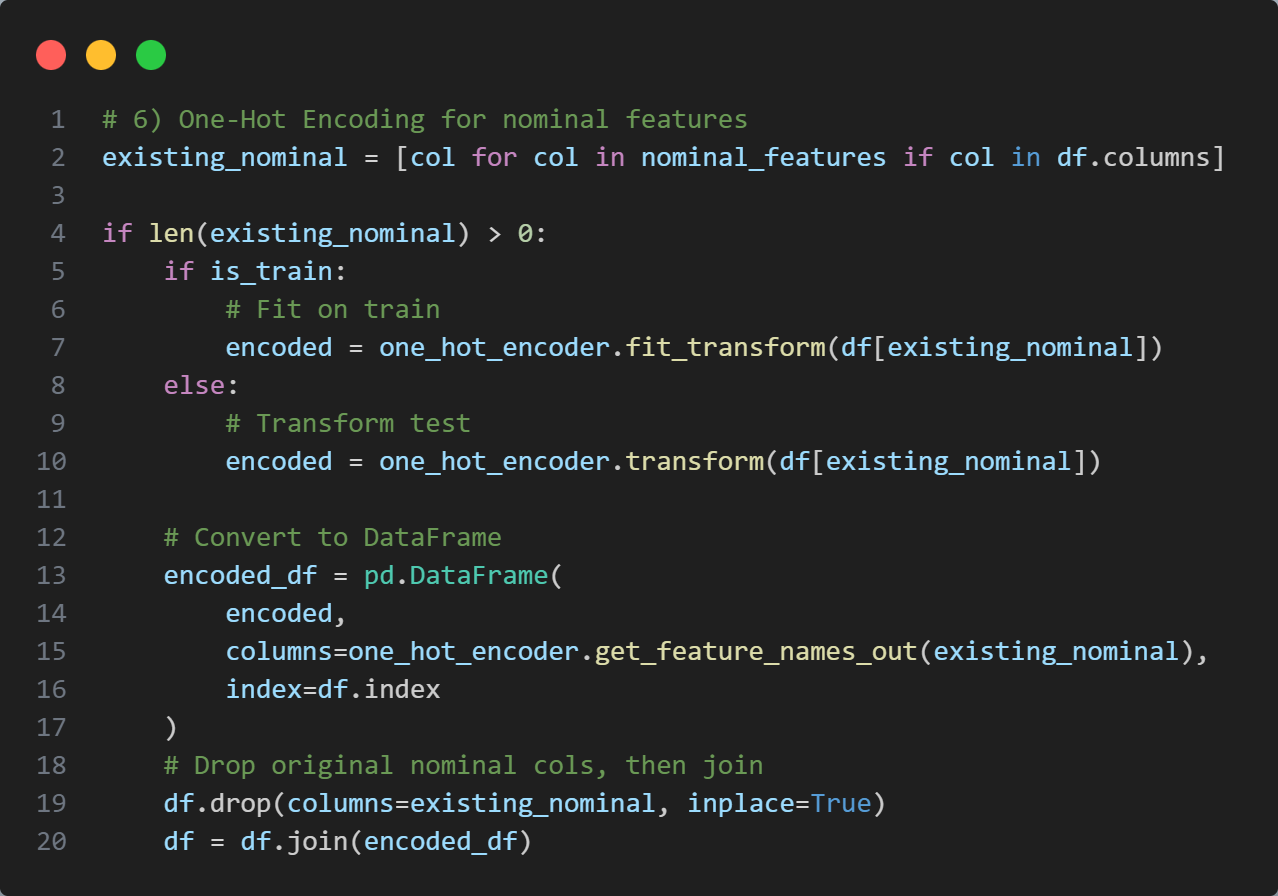 1 # 6) One-Hot Encoding for nominal features
2 existing_nominal = [col for col in nominal_features if col in df.columns]
3
4 if len(existing_nominal) > 0:
5     if is_train:
6         # Fit on train
7         encoded = one_hot_encoder.fit_transform(df[existing_nominal])
8     else:
9         # Transform test
10         encoded = one_hot_encoder.transform(df[existing_nominal])
11
12     # Convert to DataFrame
13     encoded_df = pd.DataFrame(
14         encoded,
15         columns=one_hot_encoder.get_feature_names_out(existing_nominal),
16         index=df.index
17     )
18     # Drop original nominal cols, then join
19     df.drop(columns=existing_nominal, inplace=True)
20     df = df.join(encoded_df)